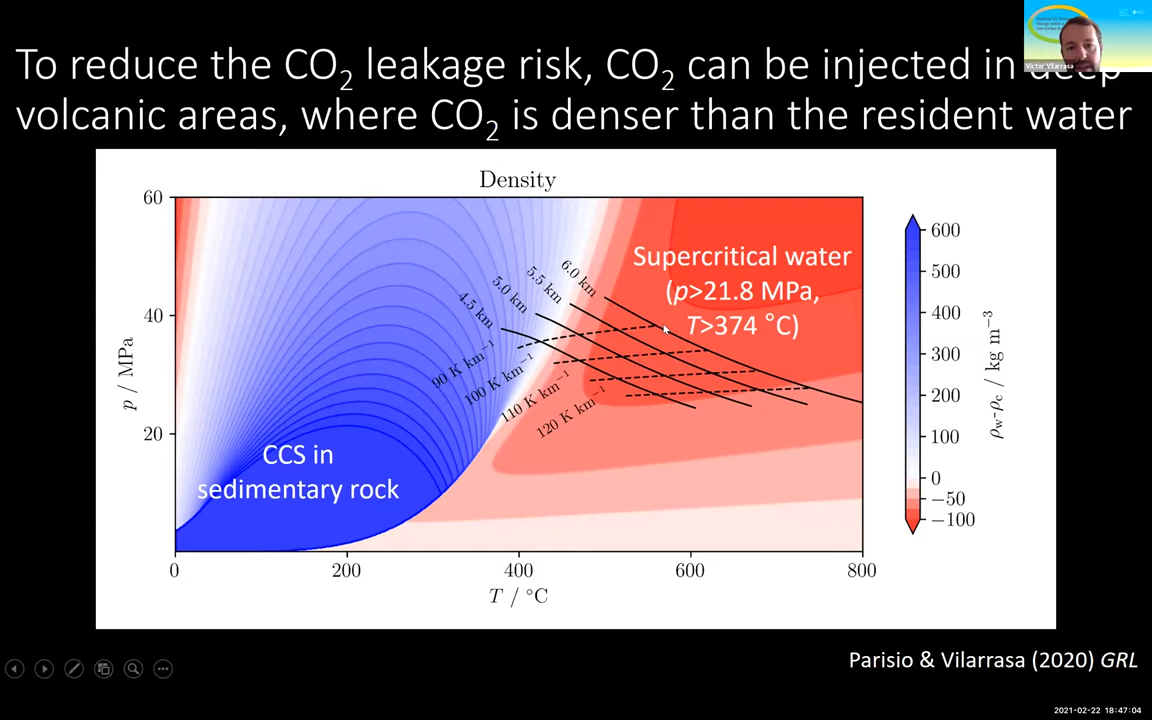 To reduce the CO2 leakage risk, CO2 can be injected in deep
volcanic areas, where CO2 is denser than the resident water
Victor Vilarrasa
Density
60
40
20
p / MPa
0
200
400
600
800
T / °C
CCS in
sedimentary rock
Supercritical water
(p>21.8 MPa,
T>374 °C)
4.5 km
5.0 km
5.5 km
6.0 km
90 K km⁻¹
100 K km⁻¹
110 K km⁻¹
120 K km⁻¹
600
500
400
300
200
100
0
−50
−100
ρw-ρc / kg m⁻³
Parisio & Vilarrasa (2020) GRL
2021-02-22 18:47:04